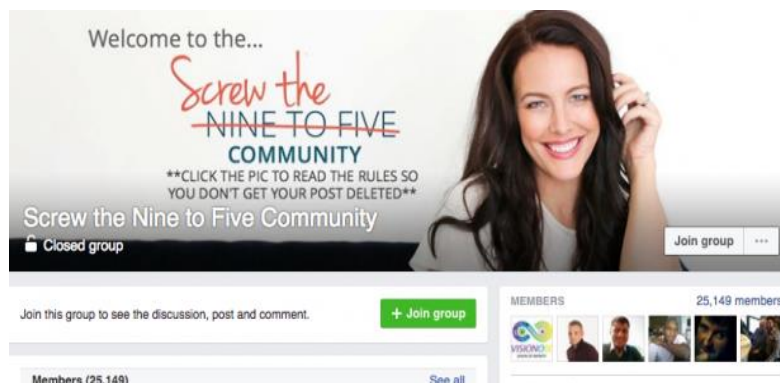 Welcome to the...
Screw the
NINE TO FIVE
COMMUNITY
**CLICK THE PIC TO READ THE RULES SO
YOU DON'T GET YOUR POST DELETED**
Screw the Nine to Five Community
Closed group
Join group
Join this group to see the discussion, post and comment.
+ Join group
Members (25,149)
See all
MEMBERS
25,149 members